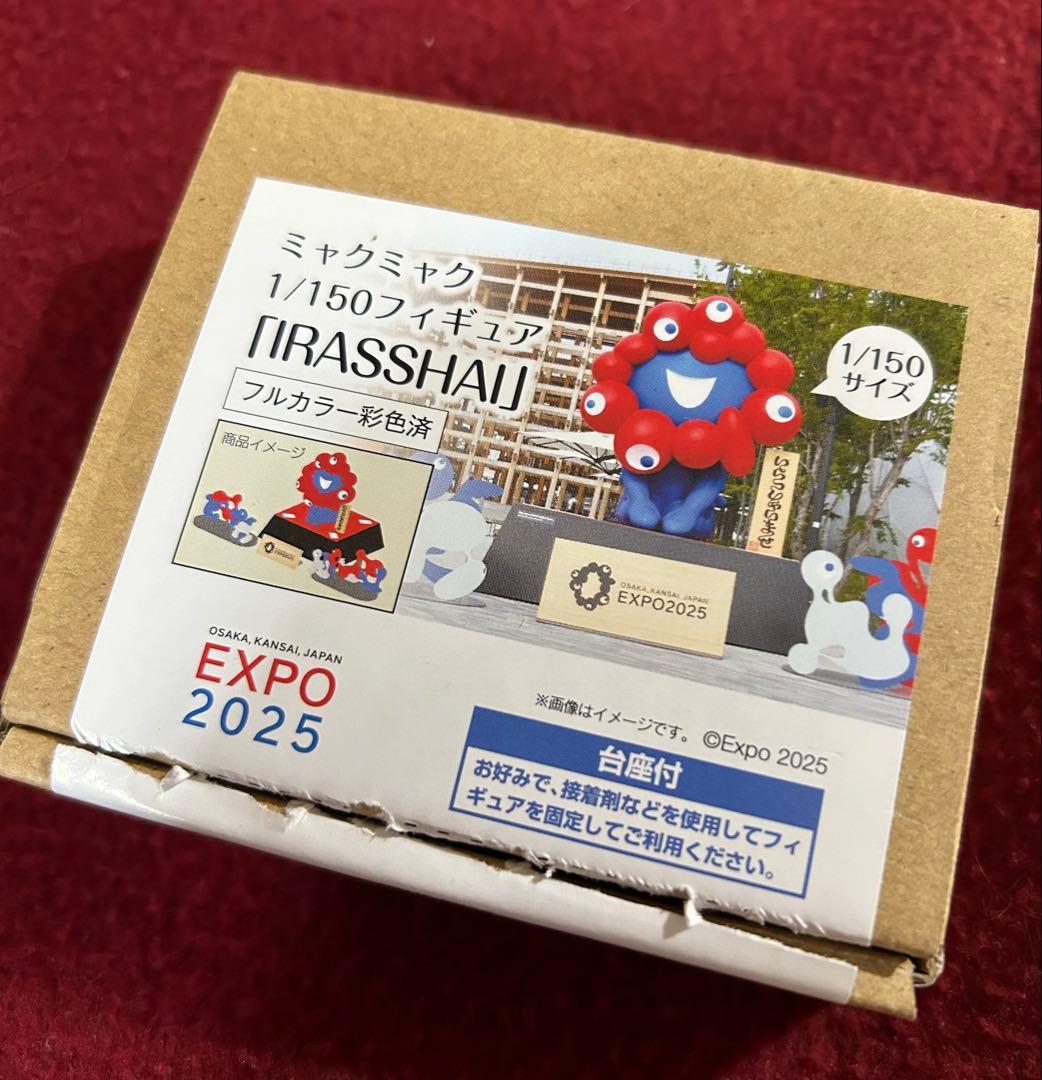 ミャクミャク
1/150フィギュア
「IRASSHAI」
フルカラー彩色済
商品イメージ
1/150
サイズ
いらっしゃいませ
OSAKA, KANSAI, JAPAN
EXPO2025
OSAKA, KANSAI, JAPAN
EXPO
2025
※画像はイメージです。 ©Expo 2025
台座付
お好みで、接着剤などを使用してフィ
ギュアを固定してご利用ください。